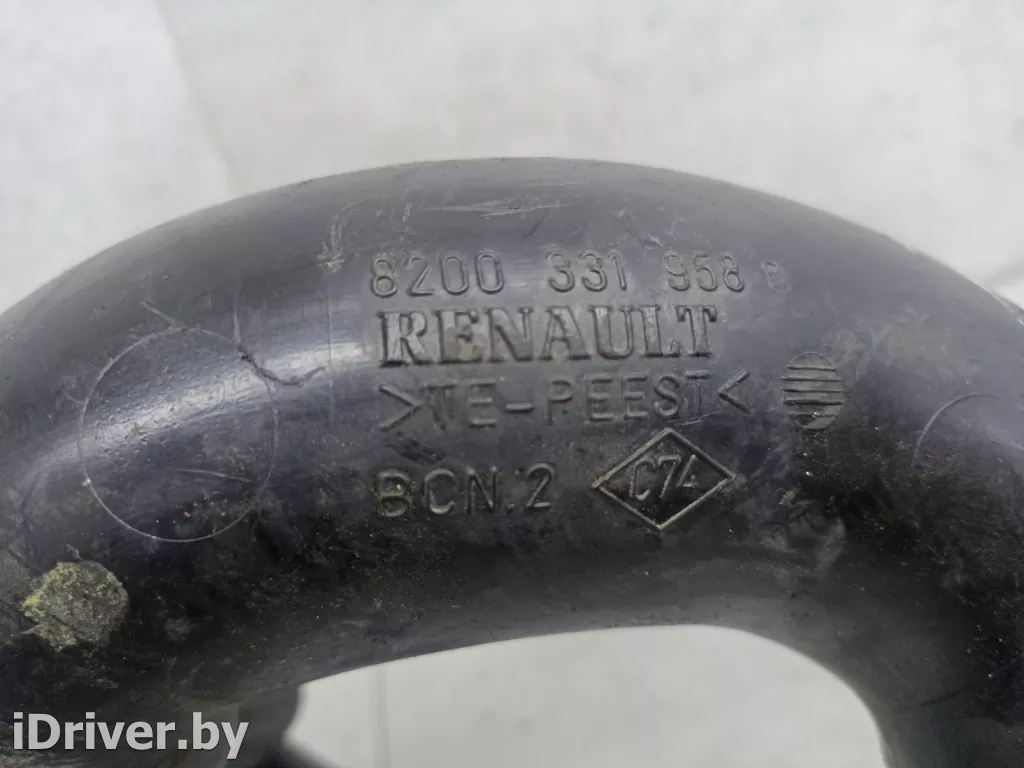 8200 331 958 B
RENAULT
>TE-PEEST<
BCN.2 C74
iDriver.by